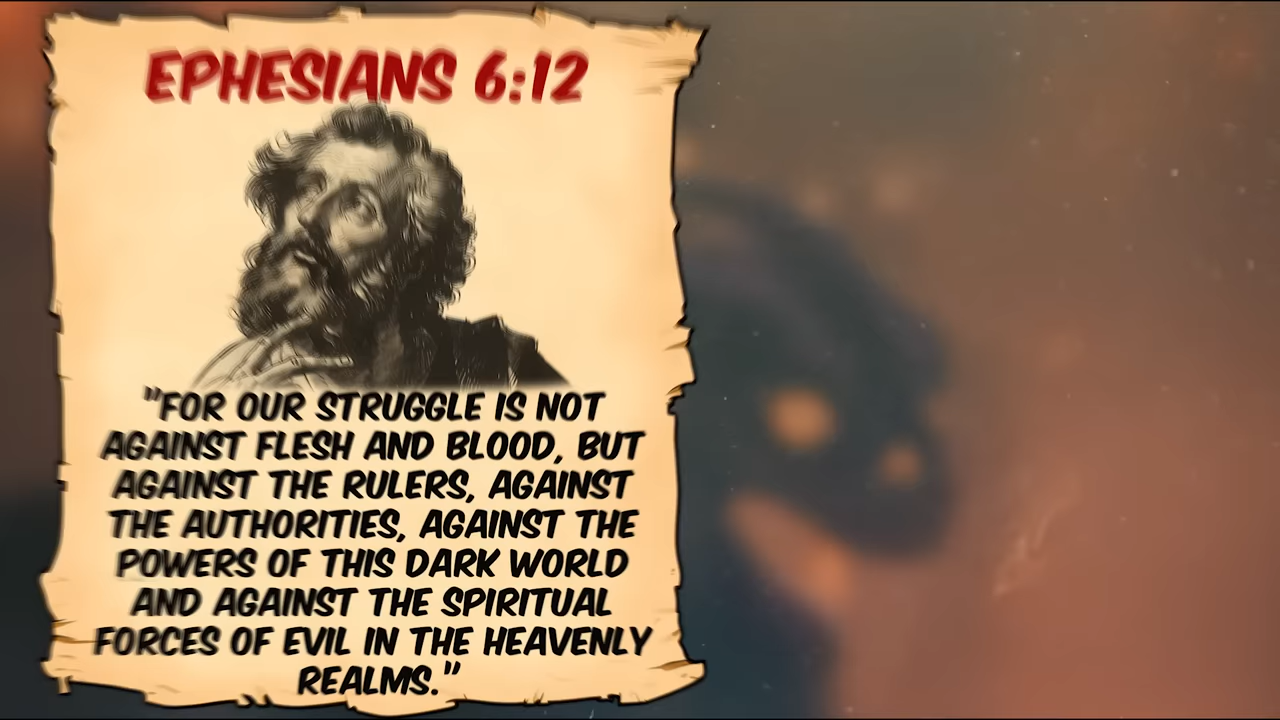 EPHESIANS 6:12
"FOR OUR STRUGGLE IS NOT
AGAINST FLESH AND BLOOD, BUT
AGAINST THE RULERS, AGAINST
THE AUTHORITIES, AGAINST THE
POWERS OF THIS DARK WORLD
AND AGAINST THE SPIRITUAL
FORCES OF EVIL IN THE HEAVENLY
REALMS."